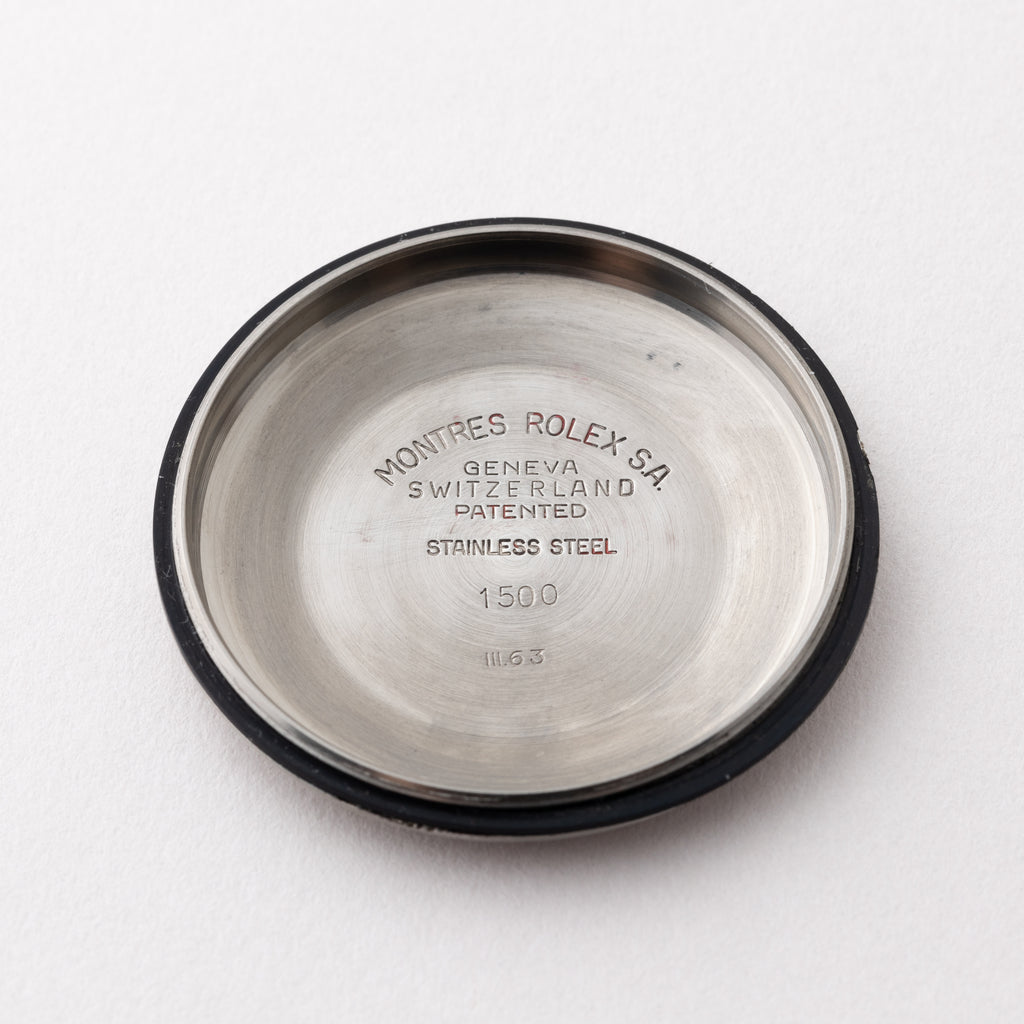 MONTRES ROLEX S.A.
GENEVA
SWITZERLAND
PATENTED
STAINLESS STEEL
1500
III.63